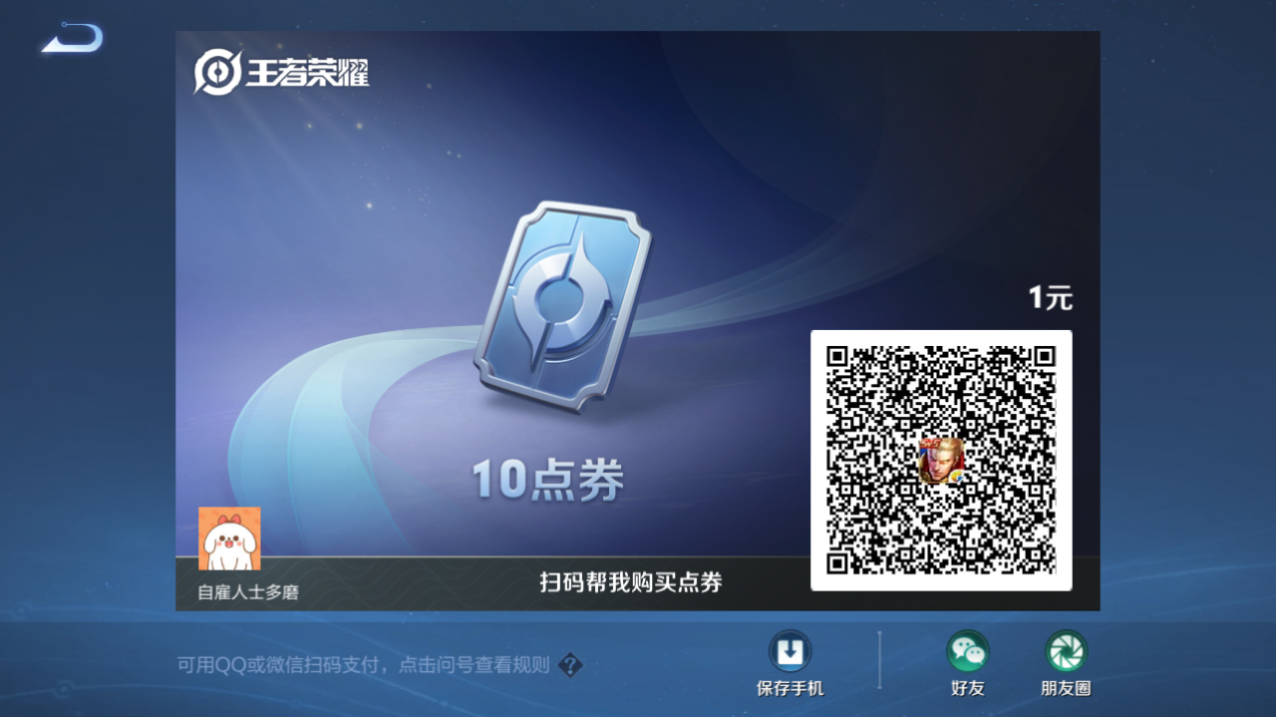 王者荣耀
1元
10点券
自雇人士多磨
扫码帮我购买点券
可用QQ或微信扫码支付，点击问号查看规则 ?
保存手机
好友
朋友圈